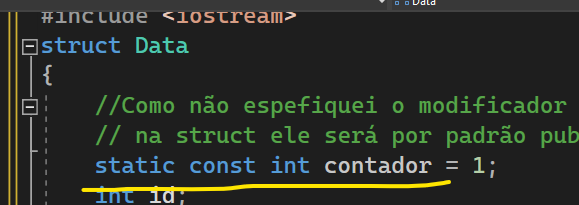 Data
#include <iostream>
struct Data
{
//Como não espefiquei o modificador
// na struct ele será por padrão pub
static const int contador = 1;
int id;